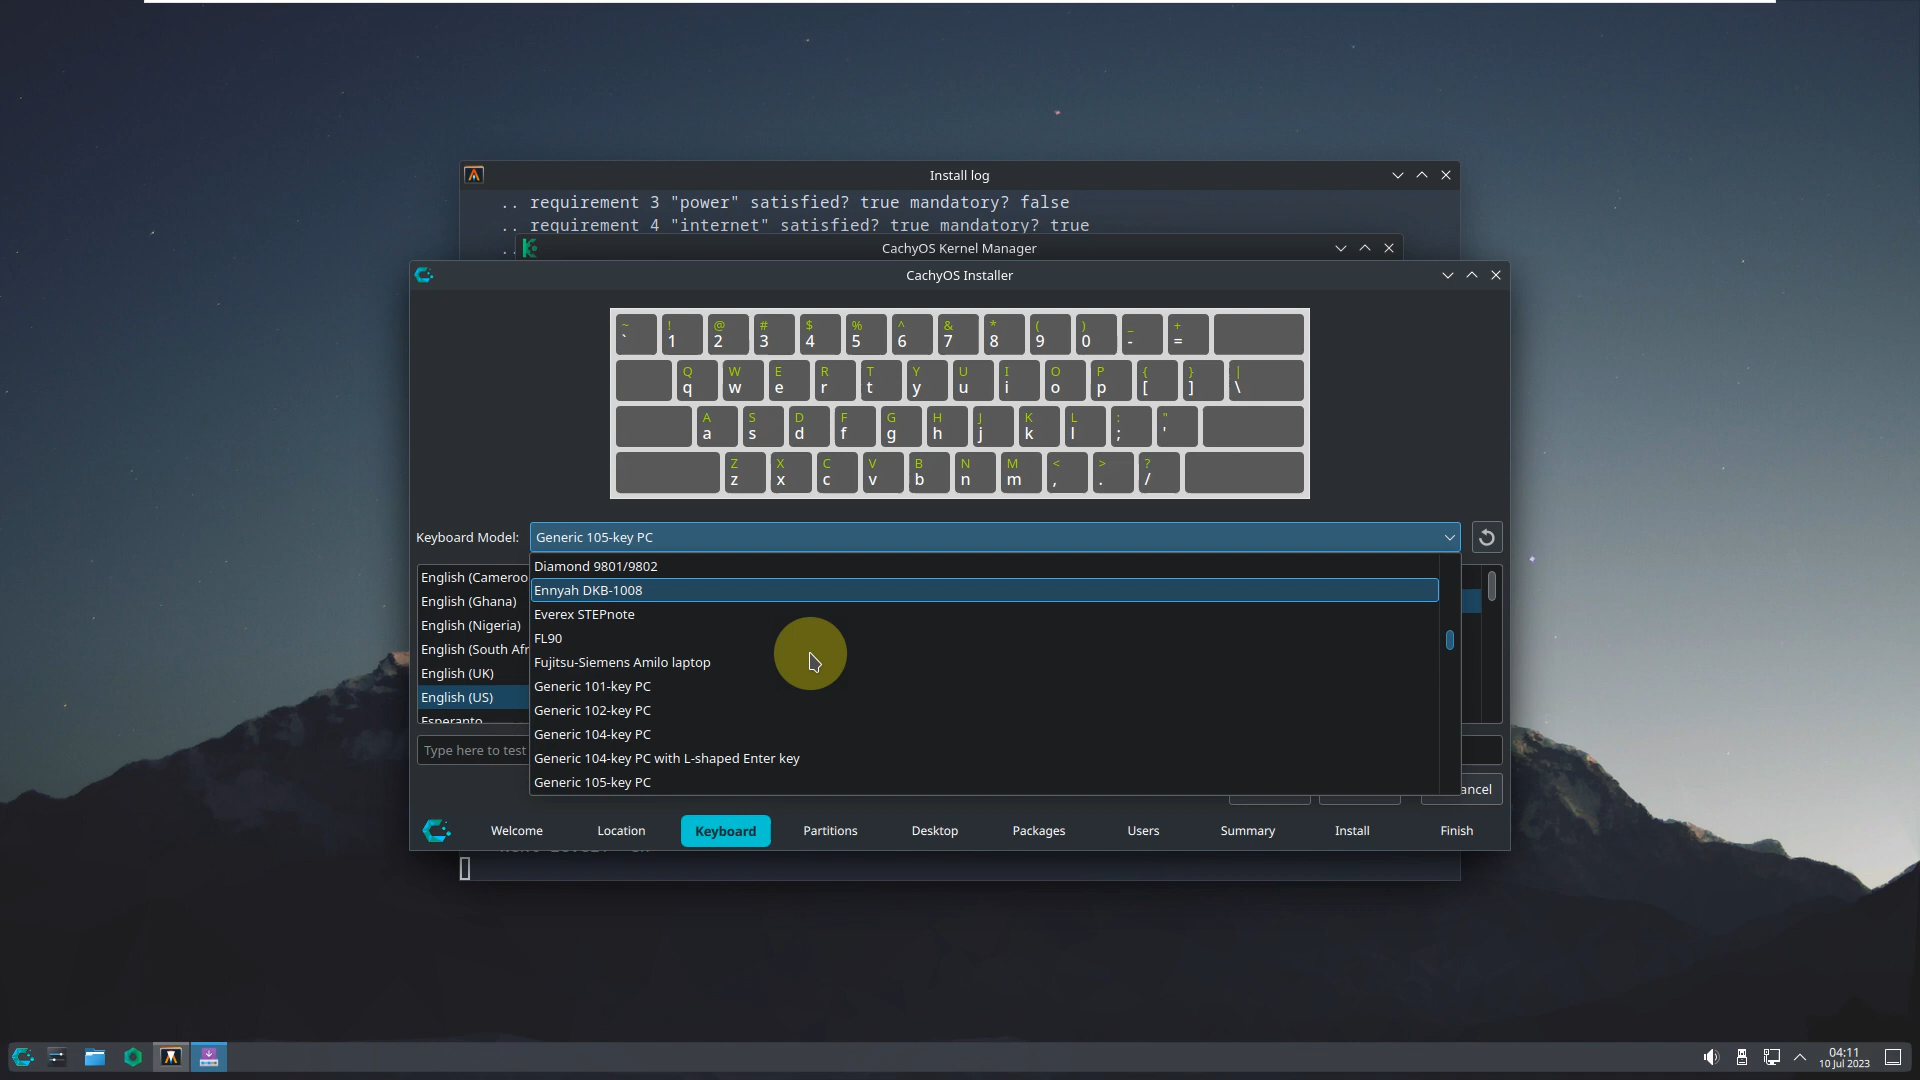 Install log
.. requirement 3 "power" satisfied? true mandatory? false
.. requirement 4 "internet" satisfied? true mandatory? true
..
CachyOS Kernel Manager
CachyOS Installer
~ ! @ # $ % ^ & * ( ) _ +
` 1 2 3 4 5 6 7 8 9 0 - =
Q W E R T Y U I O P { } |
q w e r t y u i o p [ ] \
A S D F G H J K L : "
a s d f g h j k l ; '
Z X C V B N M < > ?
z x c v b n m , . /
Keyboard Model: Generic 105-key PC
Diamond 9801/9802
Ennyah DKB-1008
Everex STEPnote
FL90
Fujitsu-Siemens Amilo laptop
Generic 101-key PC
Generic 102-key PC
Generic 104-key PC
Generic 104-key PC with L-shaped Enter key
Generic 105-key PC
English (Cameroo
English (Ghana)
English (Nigeria)
English (South Afr
English (UK)
English (US)
Esperanto
Type here to test
ancel
Welcome Location Keyboard Partitions Desktop Packages Users Summary Install Finish
04:11
10 Jul 2023